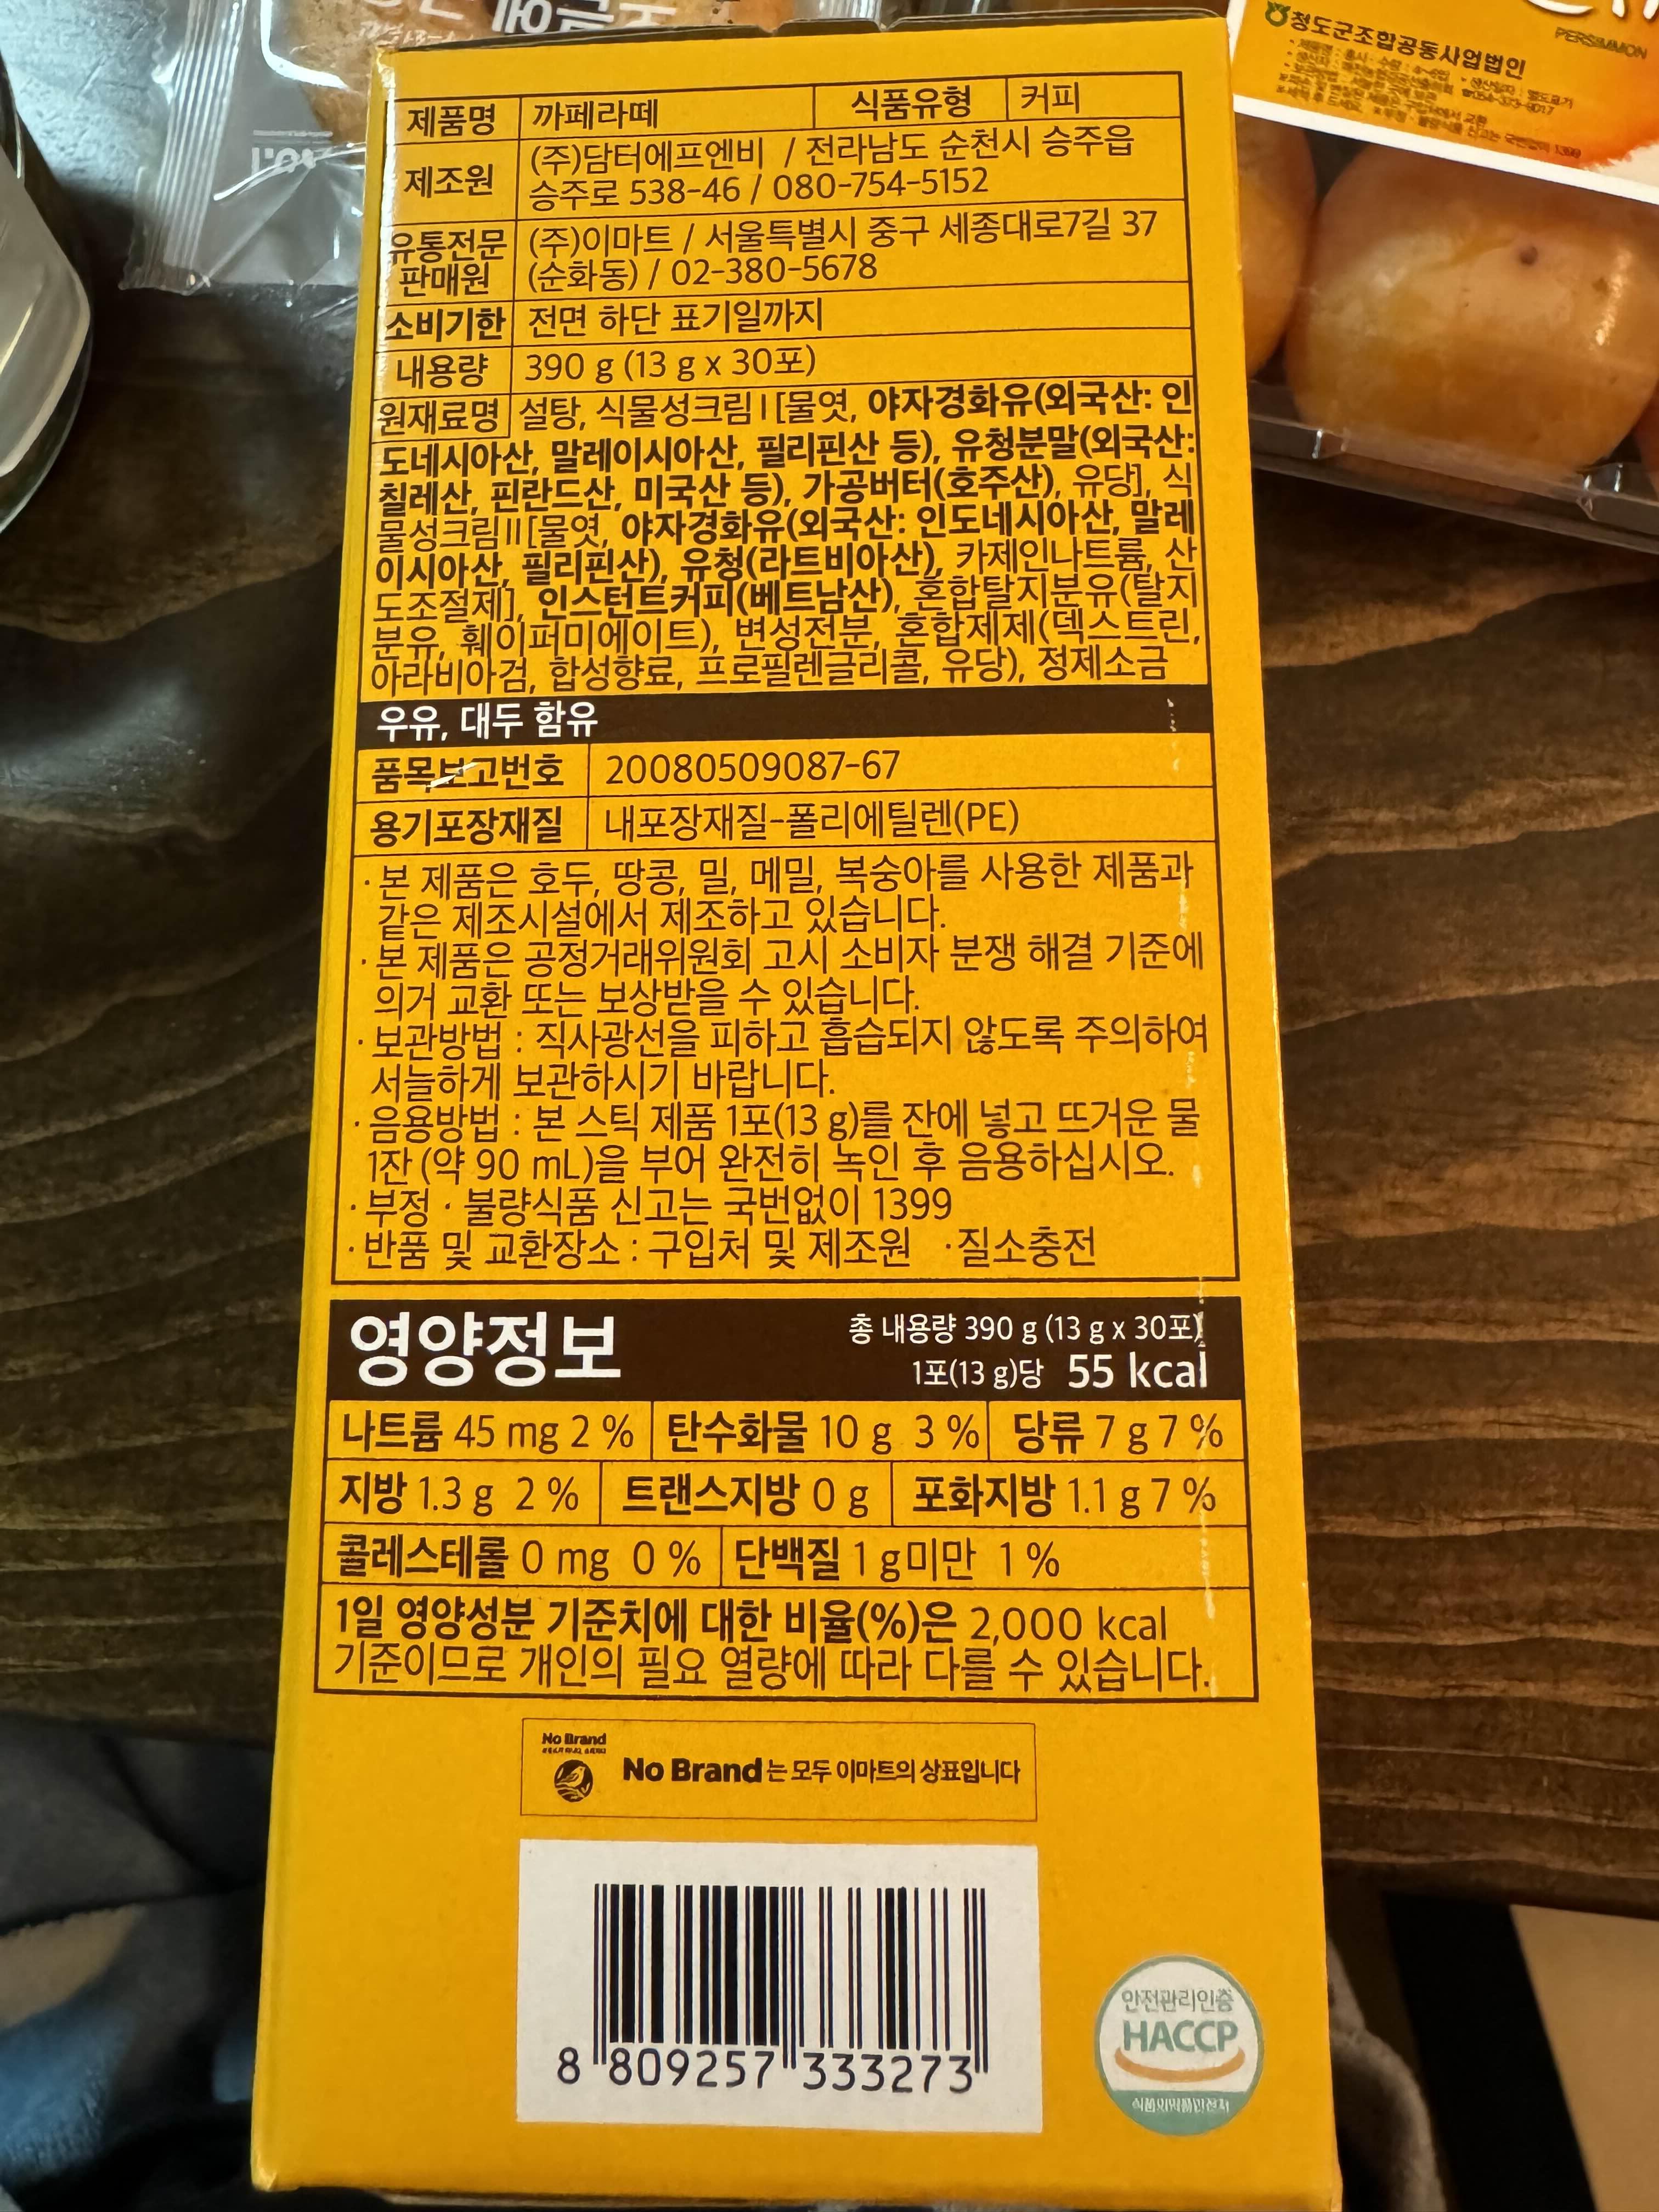 청도군조합공동사업법인
PERSIMMON
제품명 까페라떼 식품유형 커피
제조원 (주)담터에프엔비 / 전라남도 순천시 승주읍
승주로 538-46 / 080-754-5152
유통전문
판매원
(주)이마트 / 서울특별시 중구 세종대로7길 37
(순화동) / 02-380-5678
소비기한 전면 하단 표기일까지
내용량 390 g (13 g x 30포)
원재료명 설탕, 식물성크림Ⅰ[물엿, 야자경화유(외국산: 인
도네시아산, 말레이시아산, 필리핀산 등), 유청분말(외국산:
칠레산, 핀란드산, 미국산 등), 가공버터(호주산), 유당], 식
물성크림Ⅱ[물엿, 야자경화유(외국산: 인도네시아산, 말레
이시아산, 필리핀산), 유청(라트비아산), 카제인나트륨, 산
도조절제], 인스턴트커피(베트남산), 혼합탈지분유(탈지
분유, 훼이퍼미에이트), 변성전분, 혼합제제(덱스트린,
아라비아검, 합성향료, 프로필렌글리콜, 유당), 정제소금
우유, 대두 함유
품목보고번호 20080509087-67
용기포장재질 내포장재질-폴리에틸렌(PE)
· 본 제품은 호두, 땅콩, 밀, 메밀, 복숭아를 사용한 제품과
같은 제조시설에서 제조하고 있습니다.
· 본 제품은 공정거래위원회 고시 소비자 분쟁 해결 기준에
의거 교환 또는 보상받을 수 있습니다.
· 보관방법 : 직사광선을 피하고 흡습되지 않도록 주의하여
서늘하게 보관하시기 바랍니다.
· 음용방법 : 본 스틱 제품 1포(13 g)를 잔에 넣고 뜨거운 물
1잔 (약 90 mL)을 부어 완전히 녹인 후 음용하십시오.
· 부정 · 불량식품 신고는 국번없이 1399
· 반품 및 교환장소 : 구입처 및 제조원 · 질소충전
영양정보
총 내용량 390 g (13 g x 30포)
1포(13 g)당 55 kcal
나트륨 45 mg 2 % 탄수화물 10 g 3 % 당류 7 g 7 %
지방 1.3 g 2 % 트랜스지방 0 g 포화지방 1.1 g 7 %
콜레스테롤 0 mg 0 % 단백질 1 g미만 1 %
1일 영양성분 기준치에 대한 비율(%)은 2,000 kcal
기준이므로 개인의 필요 열량에 따라 다를 수 있습니다.
No Brand
No Brand는 모두 이마트의 상표입니다
8 809257 333273
안전관리인증
HACCP
식품의약품안전처